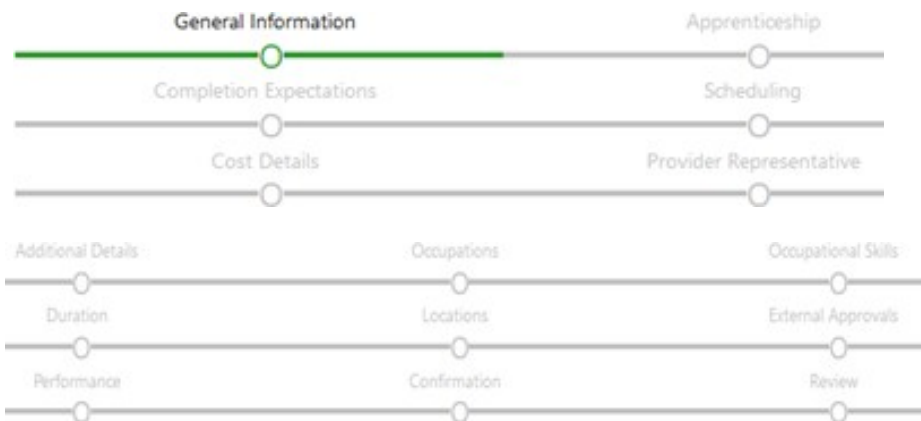 General Information Apprenticeship
Completion Expectations Scheduling
Cost Details Provider Representative
Additional Details Occupations Occupational Skills
Duration Locations External Approvals
Performance Confirmation Review